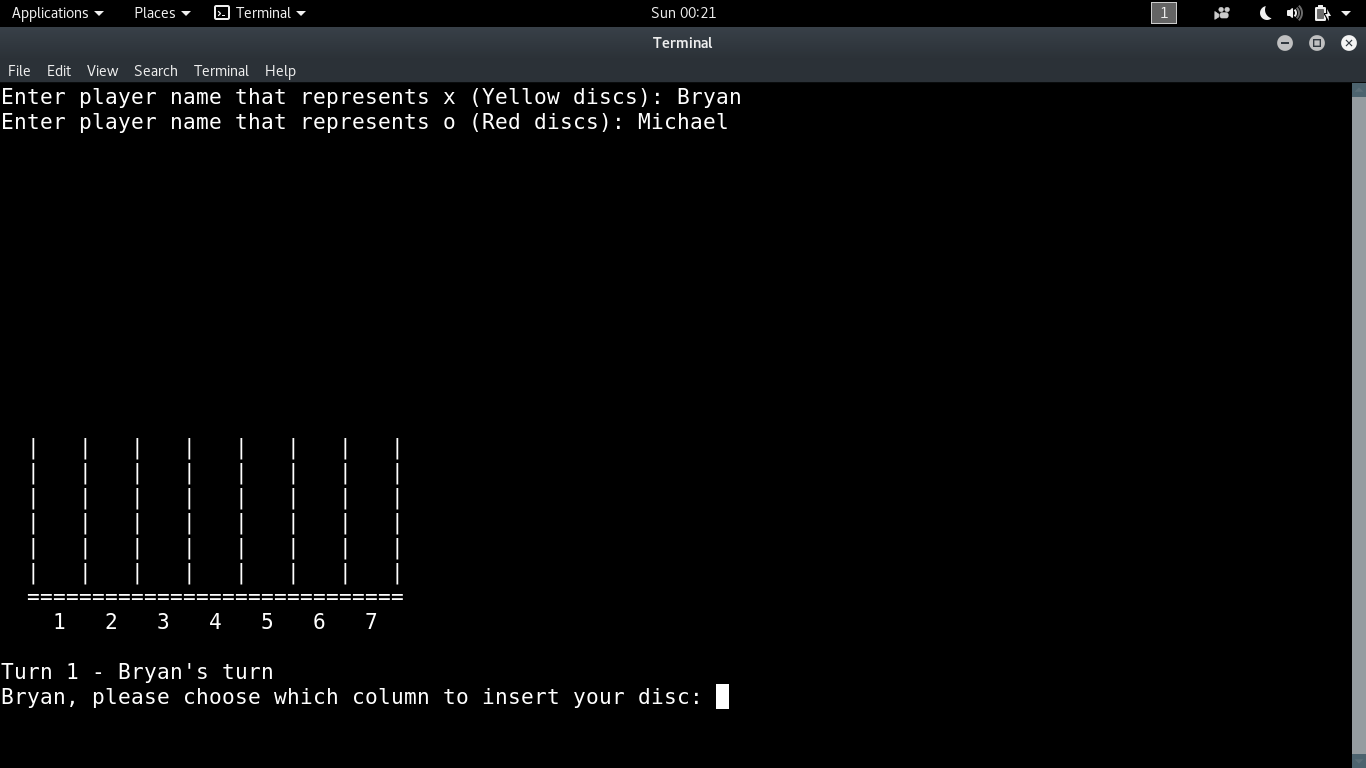 Applications Places Terminal Sun 00:21 1
Terminal
File Edit View Search Terminal Help
Enter player name that represents x (Yellow discs): Bryan
Enter player name that represents o (Red discs): Michael
| | | | | | | |
| | | | | | | |
| | | | | | | |
| | | | | | | |
| | | | | | | |
| | | | | | | |
=============================
1 2 3 4 5 6 7
Turn 1 - Bryan's turn
Bryan, please choose which column to insert your disc: